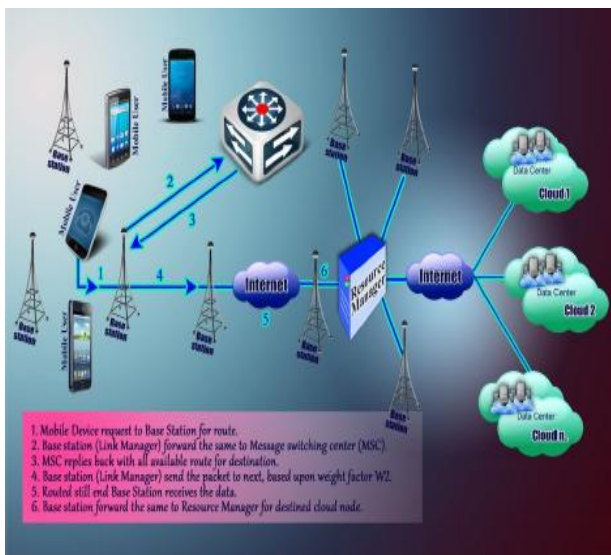 Mobile User
Mobile User
Base station
2
3
Mobile User
1
4
Base station
Base station
Mobile User
Base station
Internet
5
6
Base station
Base station
Base station
Resource Manager
Base station
Internet
Data Center
Cloud 1
Data Center
Cloud 2
Data Center
Cloud n.
1. Mobile Device request to Base Station for route.
2. Base station (Link Manager) forward the same to Message switching center (MSC).
3. MSC replies back with all available route for destination.
4. Base station (Link Manager) send the packet to next, based upon weight factor W2.
5. Routed still end Base Station receives the data.
6. Base station forward the same to Resource Manager for destined cloud node.